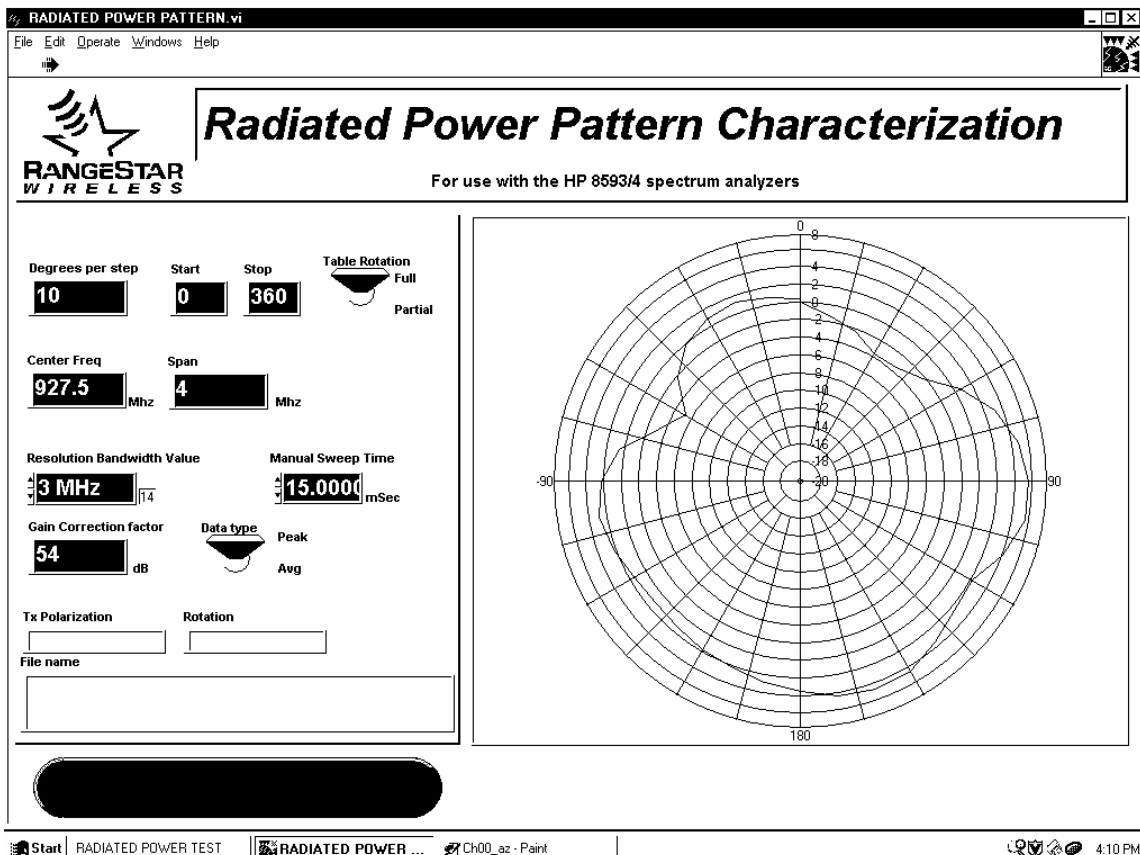 RADIATED POWER PATTERN.vi
File Edit Operate Windows Help
RANGESTAR
WIRELESS
Radiated Power Pattern Characterization
For use with the HP 8593/4 spectrum analyzers
Degrees per step
10
Start
0
Stop
360
Table Rotation
Full
Partial
Center Freq
927.5
Mhz
Span
4
Mhz
Resolution Bandwidth Value
3 MHz
14
Manual Sweep Time
15.000
mSec
Gain Correction factor
54
dB
Data type
Peak
Avg
Tx Polarization
Rotation
File name
0
8
4
2
0
-2
-4
-6
-8
-10
-12
-14
-16
-18
-20
-90
90
180
Start
RADIATED POWER TEST
RADIATED POWER ...
Ch00_az - Paint
4:10 PM